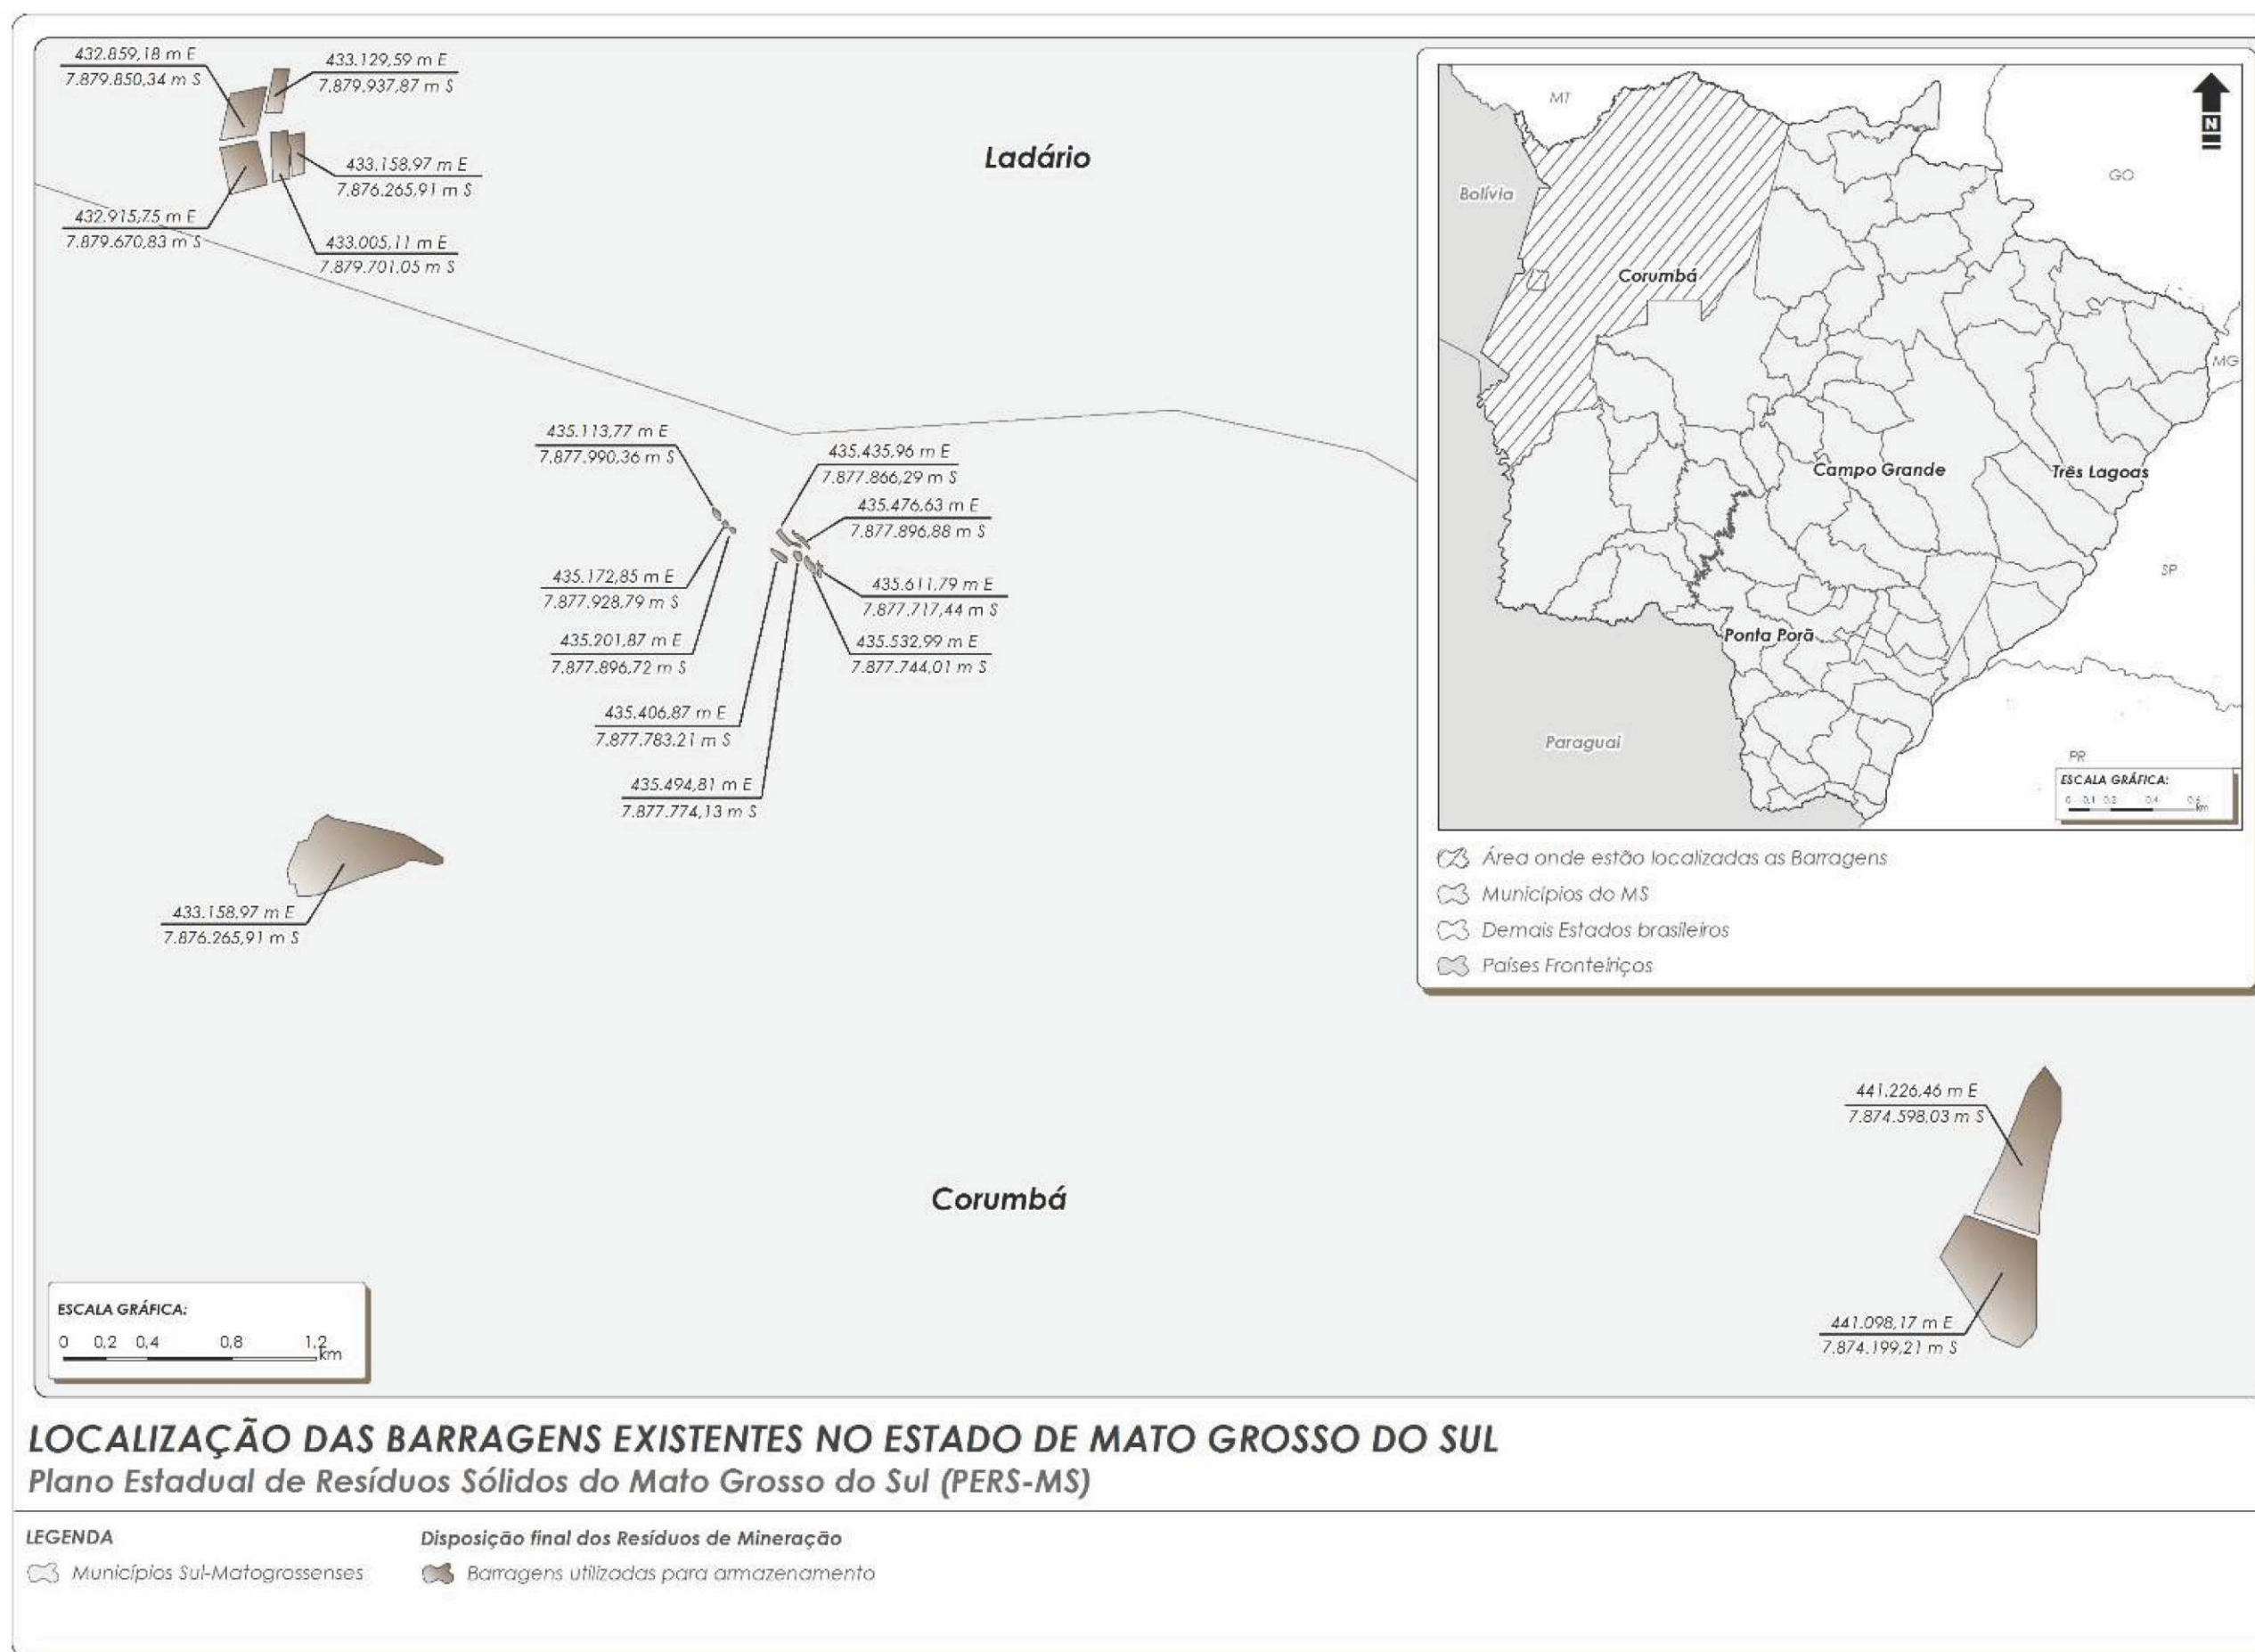 432.859,18 m E
7.879.850,34 m S
433.129,59 m E
7.879.937,87 m S
433.158,97 m E
7.876.265,91 m S
432.915,75 m E
7.879.670,83 m S
433.005,11 m E
7.879.701,05 m S
Ladário
435.113,77 m E
7.877.990,36 m S
435.435,96 m E
7.877.866,29 m S
435.476,63 m E
7.877.896,88 m S
435.172,85 m E
7.877.928,79 m S
435.611,79 m E
7.877.717,44 m S
435.201,87 m E
7.877.896,72 m S
435.532,99 m E
7.877.744,01 m S
435.406,87 m E
7.877.783,21 m S
435.494,81 m E
7.877.774,13 m S
433.158,97 m E
7.876.265,91 m S
Corumbá
441.226,46 m E
7.874.598,03 m S
441.098,17 m E
7.874.199,21 m S
MT
N
GO
Bolívia
Corumbá
MG
Campo Grande
Três Lagoas
SP
Ponta Porã
Paraguai
PR
ESCALA GRÁFICA:
0 0,1 0,2 0,4 0,6
km
Área onde estão localizadas as Barragens
Municípios do MS
Demais Estados brasileiros
Países Fronteiriços
ESCALA GRÁFICA:
0 0,2 0,4 0,8 1,2
km
LOCALIZAÇÃO DAS BARRAGENS EXISTENTES NO ESTADO DE MATO GROSSO DO SUL
Plano Estadual de Resíduos Sólidos do Mato Grosso do Sul (PERS-MS)
LEGENDA
Municípios Sul-Matogrossenses
Disposição final dos Resíduos de Mineração
Barragens utilizadas para armazenamento